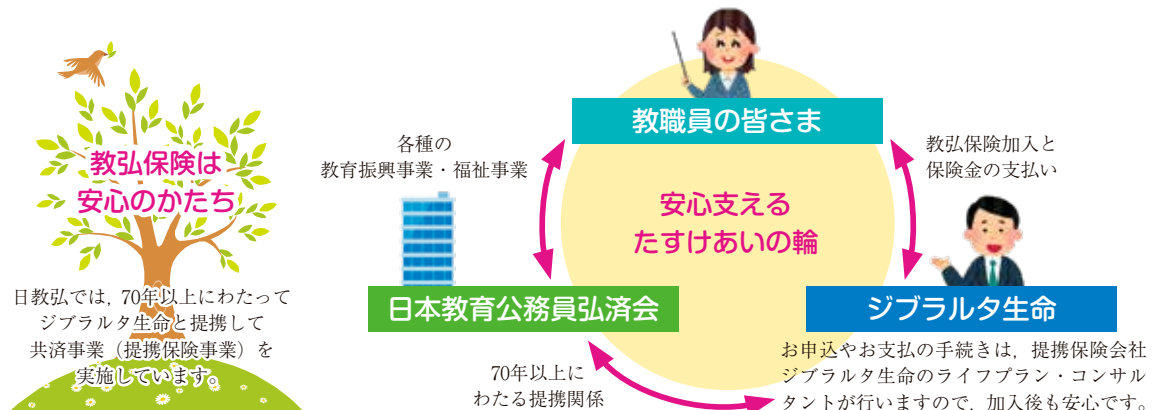 教弘保険は
安心のかたち
日教弘では，70年以上にわたって
ジブラルタ生命と提携して
共済事業（提携保険事業）を
実施しています。
教職員の皆さま
各種の
教育振興事業・福祉事業
教弘保険加入と
保険金の支払い
安心支える
たすけあいの輪
日本教育公務員弘済会
ジブラルタ生命
70年以上に
わたる提携関係
お申込やお支払の手続きは，提携保険会社
ジブラルタ生命のライフプラン・コンサル
タントが行いますので，加入後も安心です。